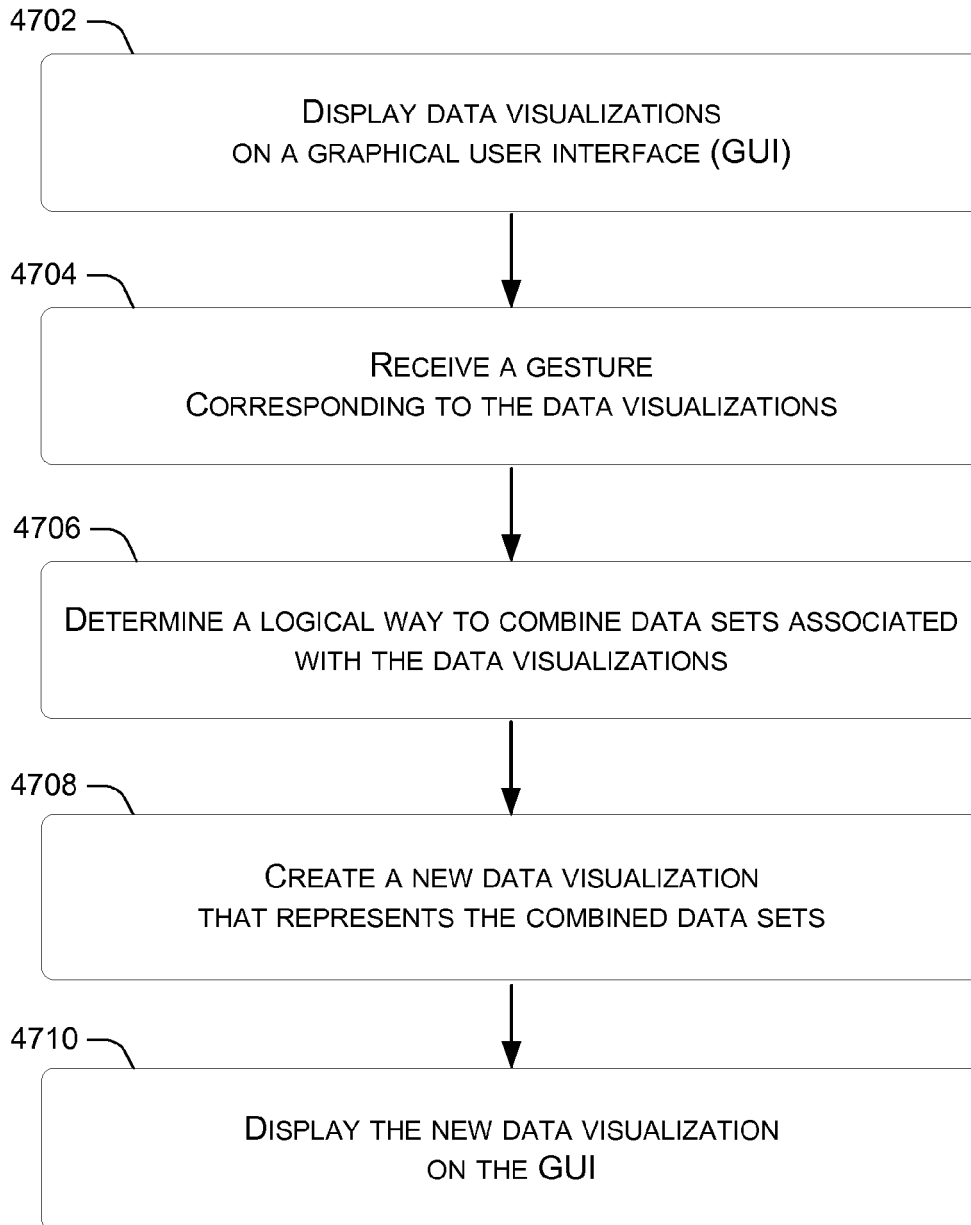 4702
DISPLAY DATA VISUALIZATIONS
ON A GRAPHICAL USER INTERFACE (GUI)
4704
RECEIVE A GESTURE
CORRESPONDING TO THE DATA VISUALIZATIONS
4706
DETERMINE A LOGICAL WAY TO COMBINE DATA SETS ASSOCIATED
WITH THE DATA VISUALIZATIONS
4708
CREATE A NEW DATA VISUALIZATION
THAT REPRESENTS THE COMBINED DATA SETS
4710
DISPLAY THE NEW DATA VISUALIZATION
ON THE GUI